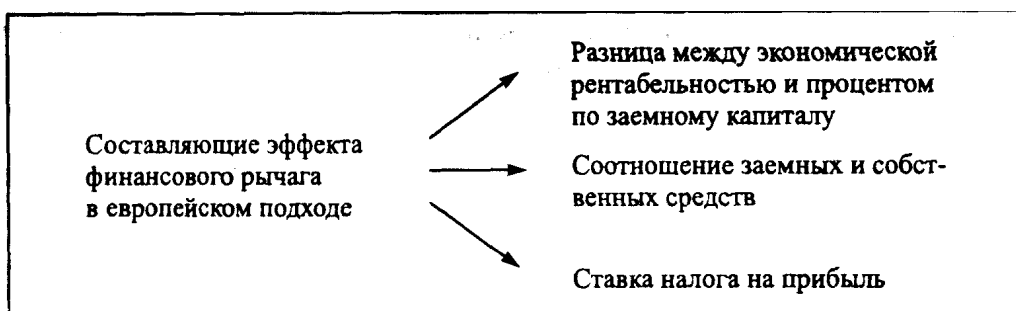 Составляющие эффекта
финансового рычага
в европейском подходе
Разница между экономической
рентабельностью и процентом
по заемному капиталу
Соотношение заемных и собст-
венных средств
Ставка налога на прибыль